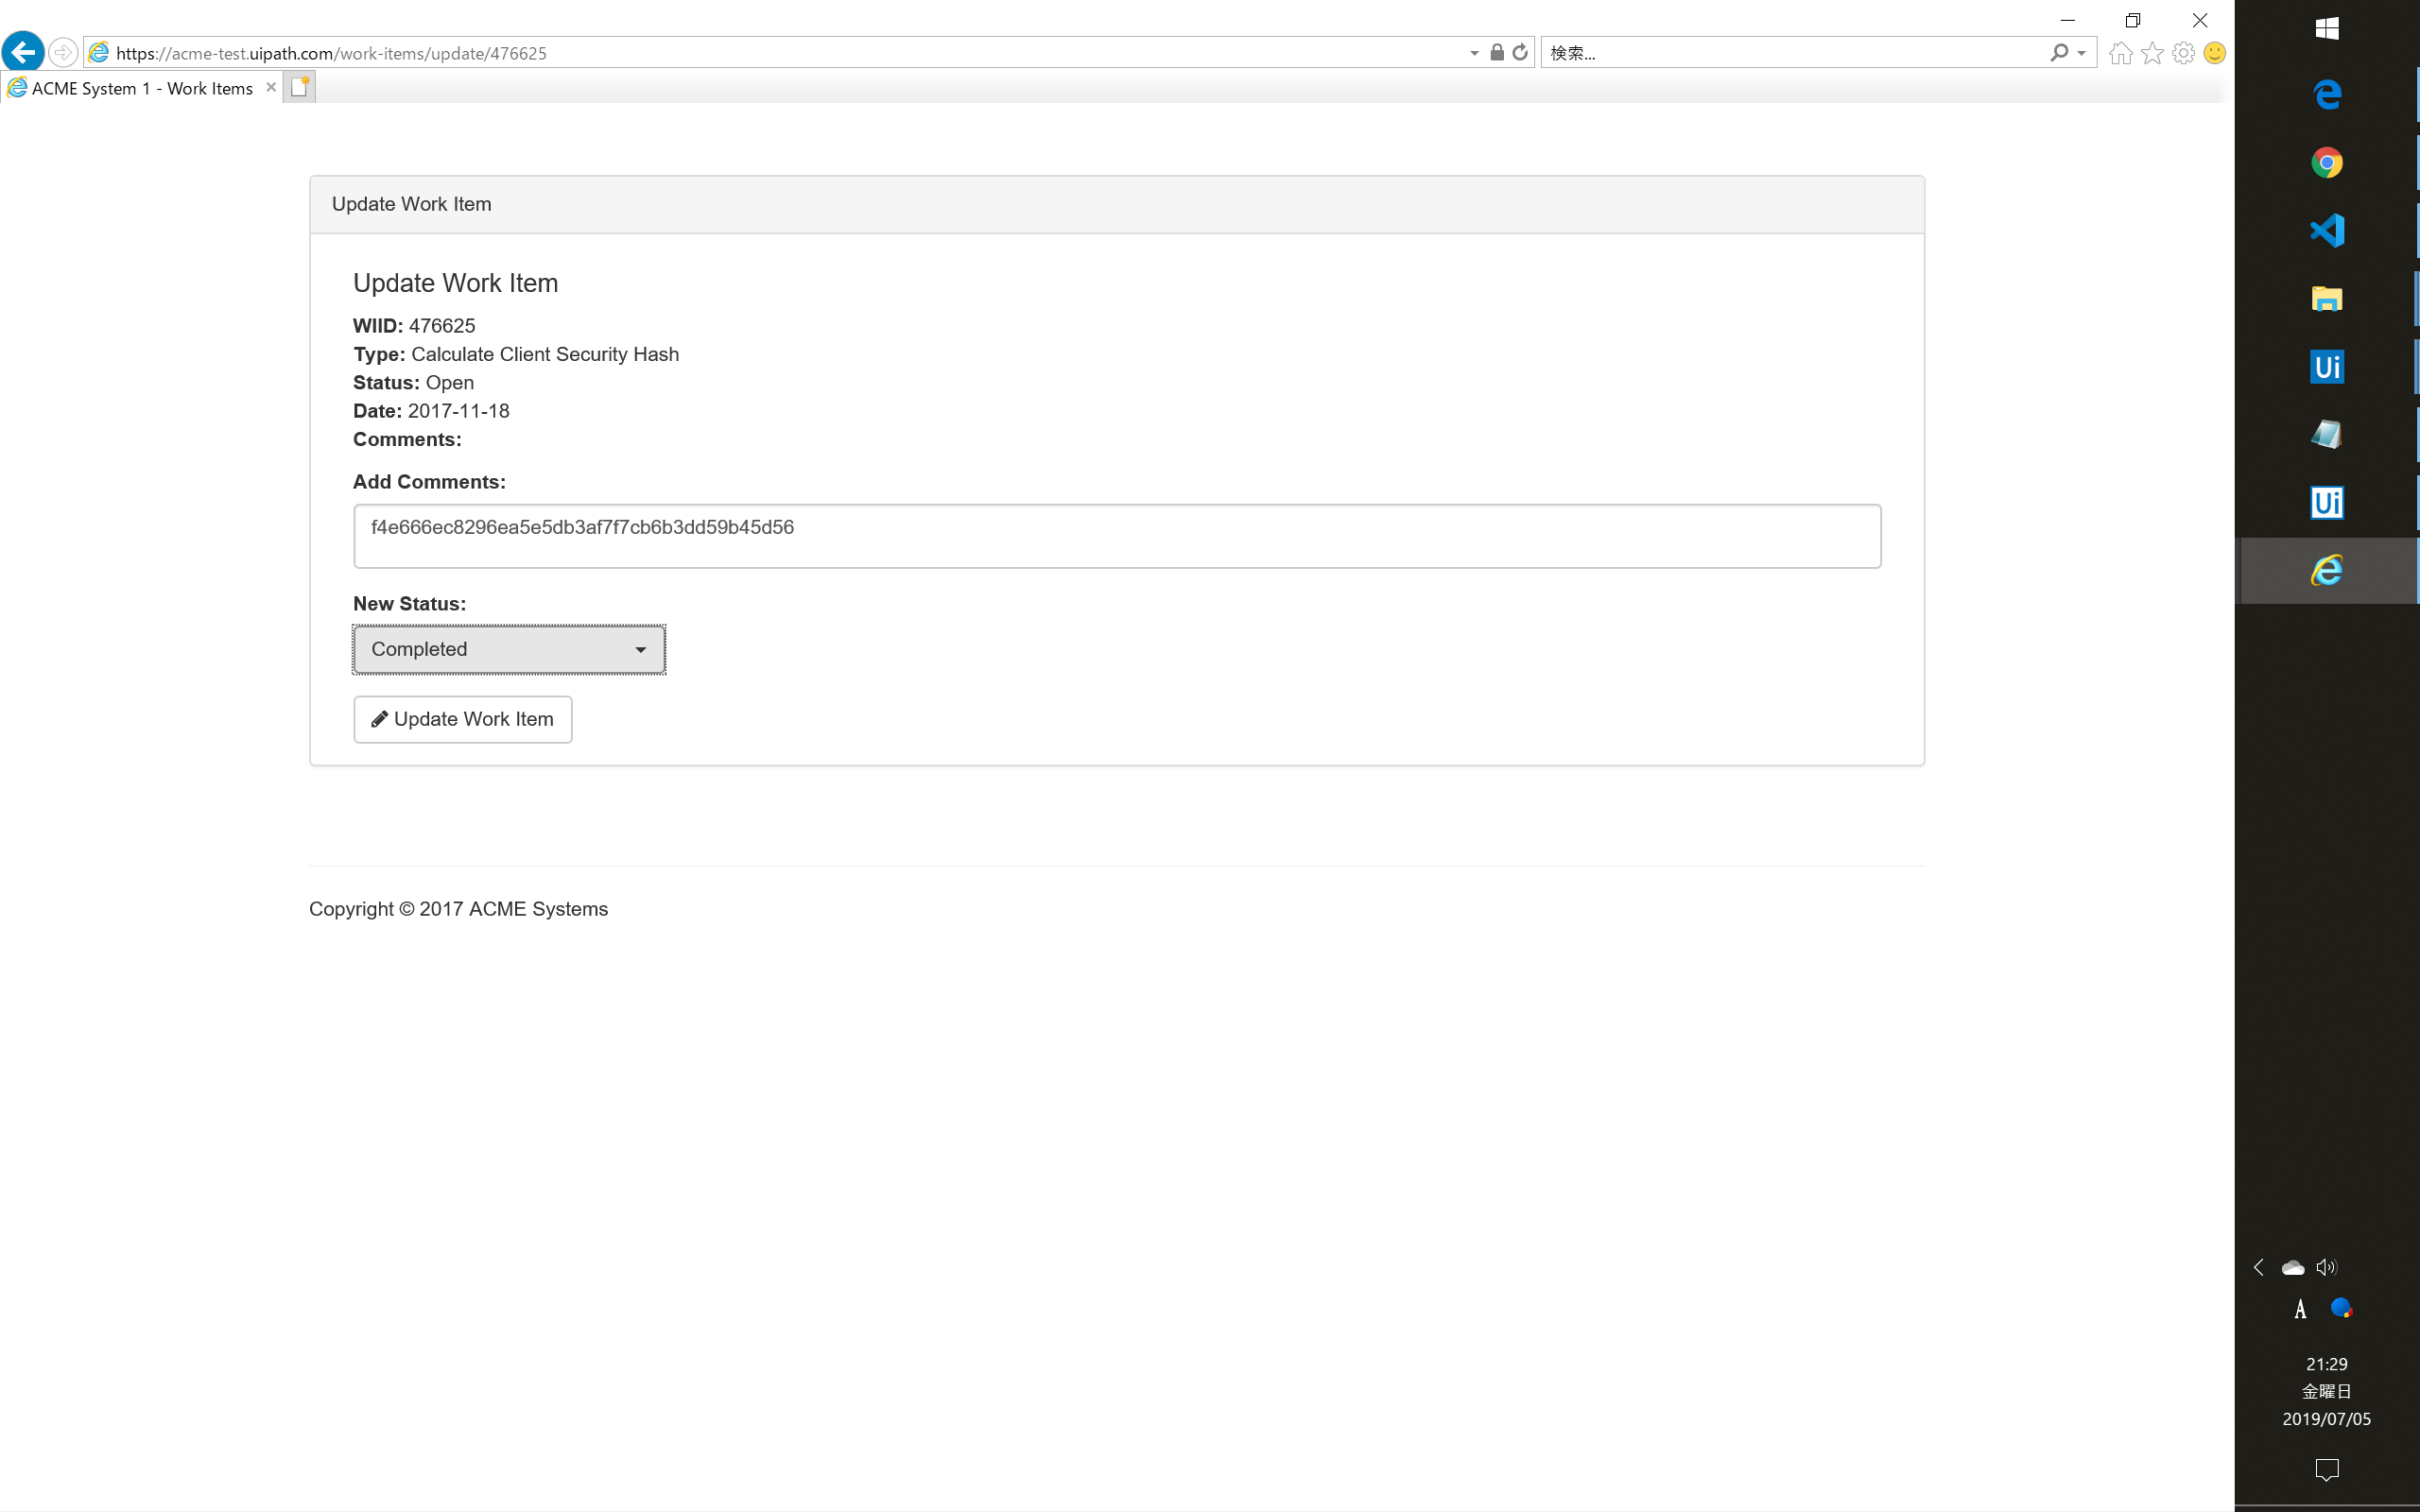 https://acme-test.uipath.com/work-items/update/476625
検索...
ACME System 1 - Work Items
Update Work Item
Update Work Item
WIID: 476625
Type: Calculate Client Security Hash
Status: Open
Date: 2017-11-18
Comments:
Add Comments:
f4e666ec8296ea5e5db3af7f7cb6b3dd59b45d56
New Status:
Completed
Update Work Item
Copyright © 2017 ACME Systems
Ui
Ui
A
21:29
金曜日
2019/07/05